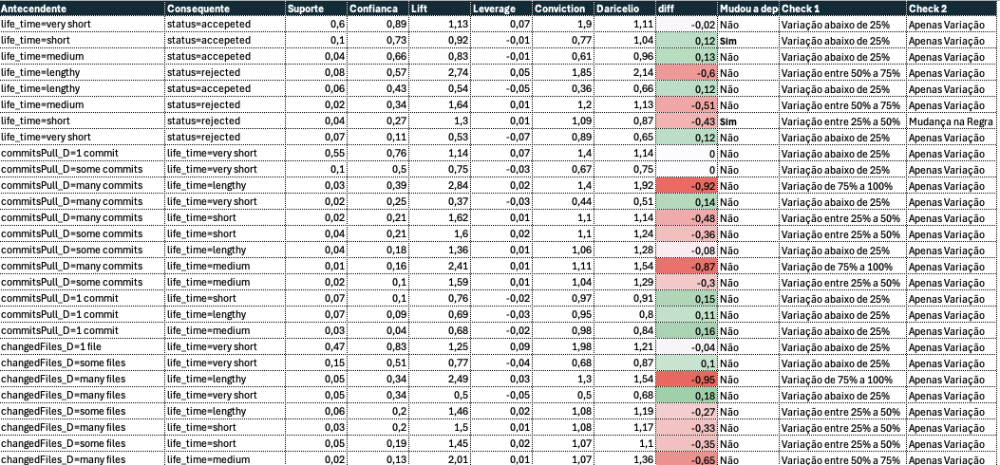 Antecendente Consequente Suporte Confianca Lift Leverage Conviction Daricelio diff Mudou a dep Check 1 Check 2
life_time=very short status=accepeted 0,6 0,89 1,13 0,07 1,9 1,11 -0,02 Não Variação abaixo de 25% Apenas Variação
life_time=short status=accepeted 0,1 0,73 0,92 -0,01 0,77 1,04 0,12 Sim Variação abaixo de 25% Apenas Variação
life_time=medium status=accepeted 0,04 0,66 0,83 -0,01 0,61 0,96 0,13 Não Variação abaixo de 25% Apenas Variação
life_time=lengthy status=rejected 0,08 0,57 2,74 0,05 1,85 2,14 -0,6 Não Variação entre 50% a 75% Apenas Variação
life_time=lengthy status=accepeted 0,06 0,43 0,54 -0,05 0,36 0,66 0,12 Não Variação abaixo de 25% Apenas Variação
life_time=medium status=rejected 0,02 0,34 1,64 0,01 1,2 1,13 -0,51 Não Variação entre 50% a 75% Apenas Variação
life_time=short status=rejected 0,04 0,27 1,3 0,01 1,09 0,87 -0,43 Sim Variação entre 25% a 50% Mudança na Regra
life_time=very short status=rejected 0,07 0,11 0,53 -0,07 0,89 0,65 0,12 Não Variação abaixo de 25% Apenas Variação
commitsPull_D=1 commit life_time=very short 0,55 0,76 1,14 0,07 1,4 1,14 0 Não Variação abaixo de 25% Apenas Variação
commitsPull_D=some commits life_time=very short 0,1 0,5 0,75 -0,03 0,67 0,75 0 Não Variação abaixo de 25% Apenas Variação
commitsPull_D=many commits life_time=lengthy 0,03 0,39 2,84 0,02 1,4 1,92 -0,92 Não Variação de 75% a 100% Apenas Variação
commitsPull_D=many commits life_time=very short 0,02 0,25 0,37 -0,03 0,44 0,51 0,14 Não Variação abaixo de 25% Apenas Variação
commitsPull_D=many commits life_time=short 0,02 0,21 1,62 0,01 1,1 1,14 -0,48 Não Variação entre 25% a 50% Apenas Variação
commitsPull_D=some commits life_time=short 0,04 0,21 1,6 0,02 1,1 1,24 -0,36 Não Variação entre 25% a 50% Apenas Variação
commitsPull_D=some commits life_time=lengthy 0,04 0,18 1,36 0,01 1,06 1,28 -0,08 Não Variação abaixo de 25% Apenas Variação
commitsPull_D=many commits life_time=medium 0,01 0,16 2,41 0,01 1,11 1,54 -0,87 Não Variação de 75% a 100% Apenas Variação
commitsPull_D=some commits life_time=medium 0,02 0,1 1,59 0,01 1,04 1,29 -0,3 Não Variação entre 25% a 50% Apenas Variação
commitsPull_D=1 commit life_time=short 0,07 0,1 0,76 -0,02 0,97 0,91 0,15 Não Variação abaixo de 25% Apenas Variação
commitsPull_D=1 commit life_time=lengthy 0,07 0,09 0,69 -0,03 0,95 0,8 0,11 Não Variação abaixo de 25% Apenas Variação
commitsPull_D=1 commit life_time=medium 0,03 0,04 0,68 -0,02 0,98 0,84 0,16 Não Variação abaixo de 25% Apenas Variação
changedFiles_D=1 file life_time=very short 0,47 0,83 1,25 0,09 1,98 1,21 -0,04 Não Variação abaixo de 25% Apenas Variação
changedFiles_D=some files life_time=very short 0,15 0,51 0,77 -0,04 0,68 0,87 0,1 Não Variação abaixo de 25% Apenas Variação
changedFiles_D=many files life_time=lengthy 0,05 0,34 2,49 0,03 1,3 1,54 -0,95 Não Variação de 75% a 100% Apenas Variação
changedFiles_D=many files life_time=very short 0,05 0,34 0,5 -0,05 0,5 0,68 0,18 Não Variação abaixo de 25% Apenas Variação
changedFiles_D=some files life_time=lengthy 0,06 0,2 1,46 0,02 1,08 1,19 -0,27 Não Variação entre 25% a 50% Apenas Variação
changedFiles_D=many files life_time=short 0,03 0,2 1,5 0,01 1,08 1,17 -0,33 Não Variação entre 25% a 50% Apenas Variação
changedFiles_D=some files life_time=short 0,05 0,19 1,45 0,02 1,07 1,1 -0,35 Não Variação entre 25% a 50% Apenas Variação
changedFiles_D=many files life_time=medium 0,02 0,13 2,01 0,01 1,07 1,36 -0,65 Não Variação entre 50% a 75% Apenas Variação